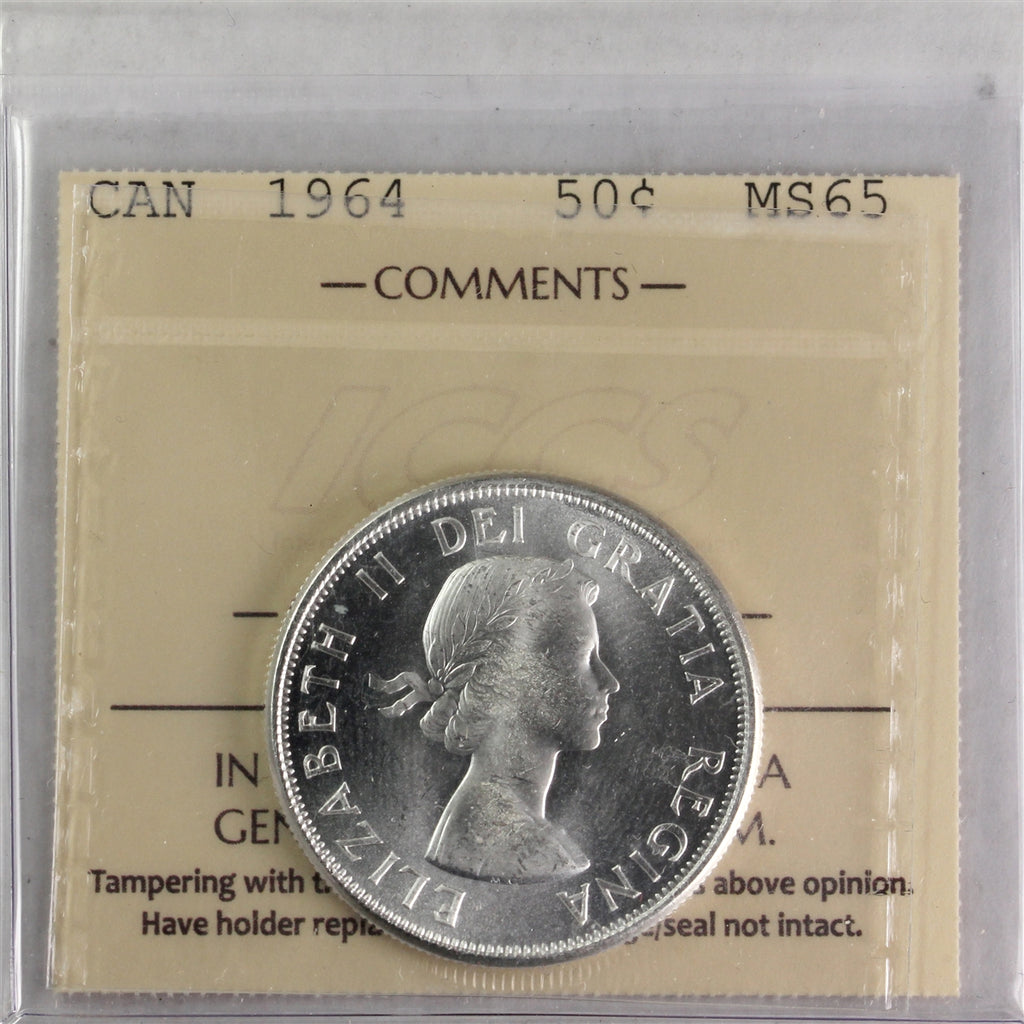 CAN 1964 50¢ MS65
—COMMENTS—
ICCS
ELIZABETH II DEI GRATIA REGINA
IN A
GEN M.
Tampering with above opinion.
Have holder seal not intact.